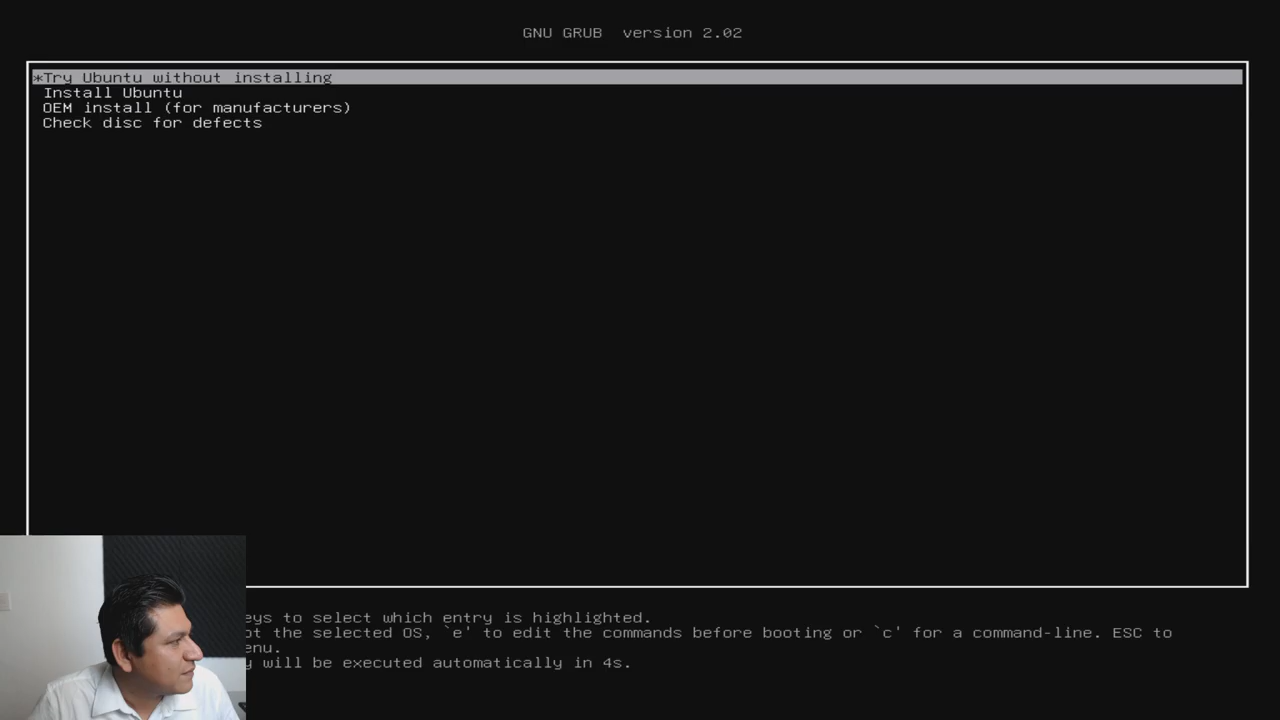 GNU GRUB version 2.02
*Try Ubuntu without installing
Install Ubuntu
OEM install (for manufacturers)
Check disc for defects
to select which entry is highlighted.
the selected OS, `e' to edit the commands before booting or `c' for a command-line. ESC to
will be executed automatically in 4s.